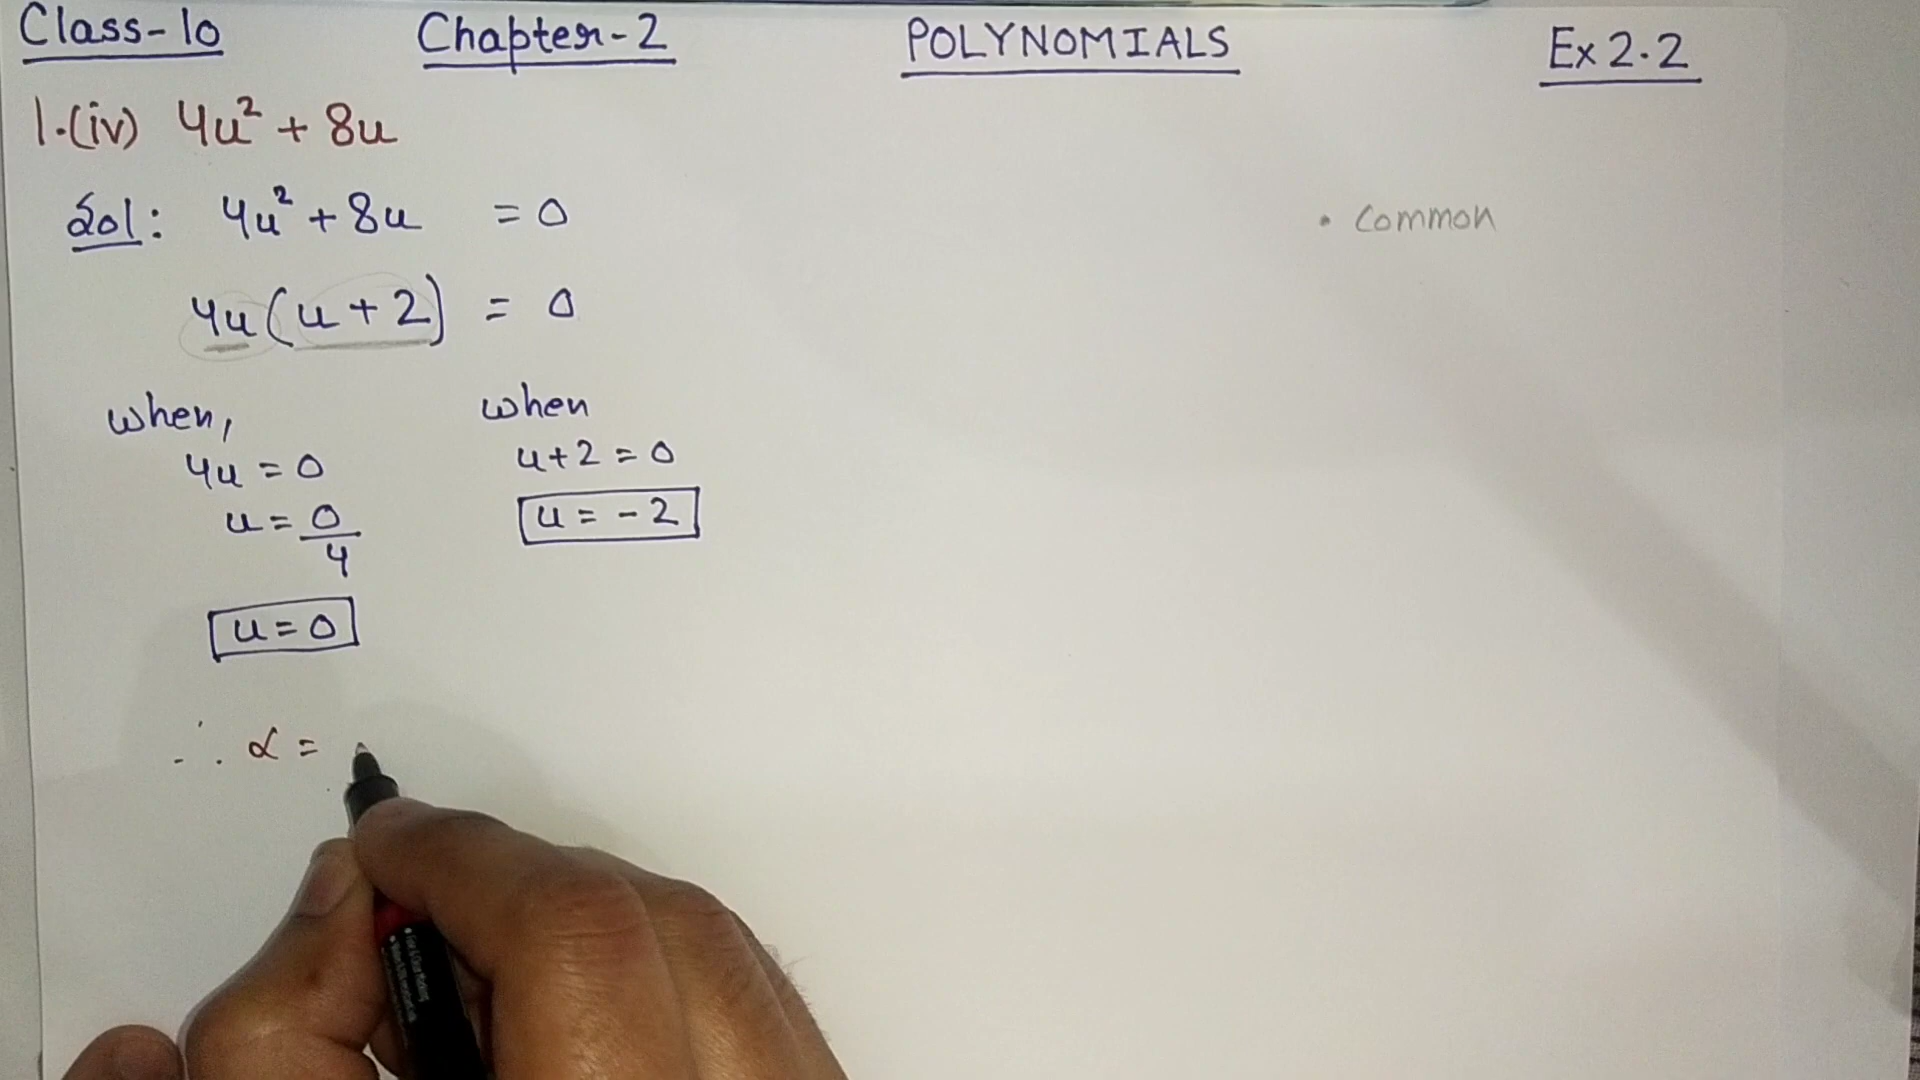 Class-10 Chapter-2 POLYNOMIALS Ex 2.2
1.(iv) 4u² + 8u
Sol: 4u² + 8u = 0
• Common
4u(u+2) = 0
when, when
4u = 0 u+2 = 0
u = 0/4 u = -2
u = 0
∴ α =